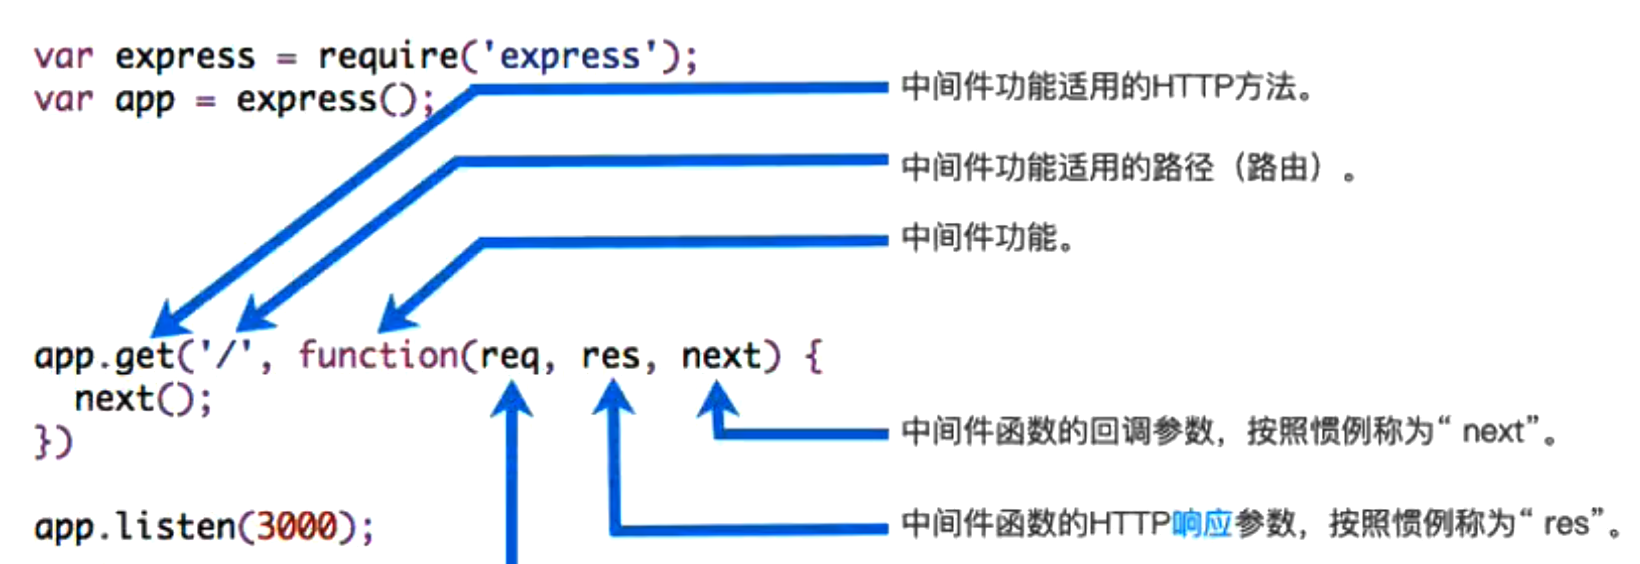 var express = require('express');
var app = express();
中间件功能适用的HTTP方法。
中间件功能适用的路径（路由）。
中间件功能。
app.get('/', function(req, res, next) {
next();
})
中间件函数的回调参数，按照惯例称为“ next”。
app.listen(3000);
中间件函数的HTTP响应参数，按照惯例称为“ res”。